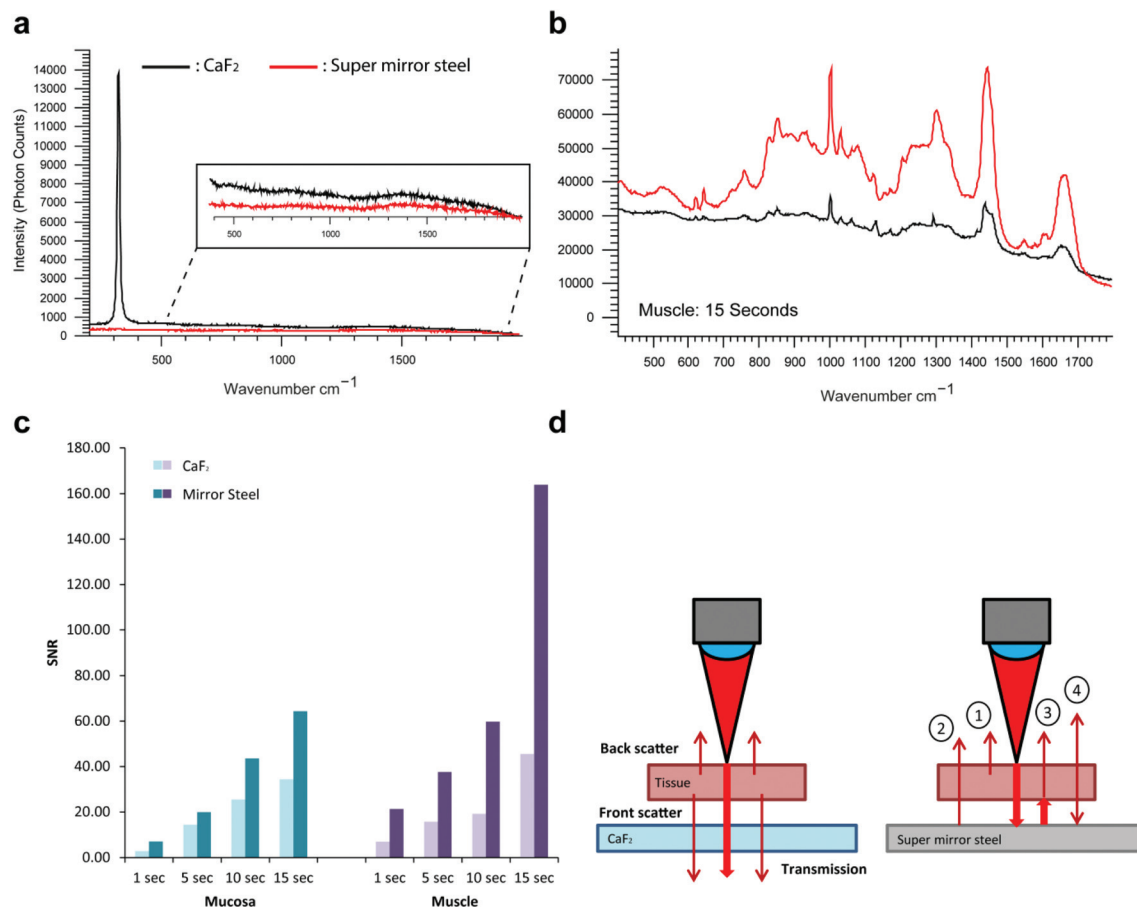 a
: CaF₂ : Super mirror steel
14000
13000
12000
11000
10000
9000
8000
7000
6000
5000
4000
3000
2000
1000
0
Intensity (Photon Counts)
500 1000 1500
500 1000 1500
Wavenumber cm⁻¹
b
70000
60000
50000
40000
30000
20000
10000
0
Muscle: 15 Seconds
500 600 700 800 900 1000 1100 1200 1300 1400 1500 1600 1700
Wavenumber cm⁻¹
c
180.00
160.00
140.00
120.00
100.00
80.00
60.00
40.00
20.00
0.00
SNR
CaF₂
Mirror Steel
1 sec 5 sec 10 sec 15 sec 1 sec 5 sec 10 sec 15 sec
Mucosa Muscle
d
Back scatter
Tissue
Front scatter
CaF₂
Transmission
2 1 3 4
Super mirror steel